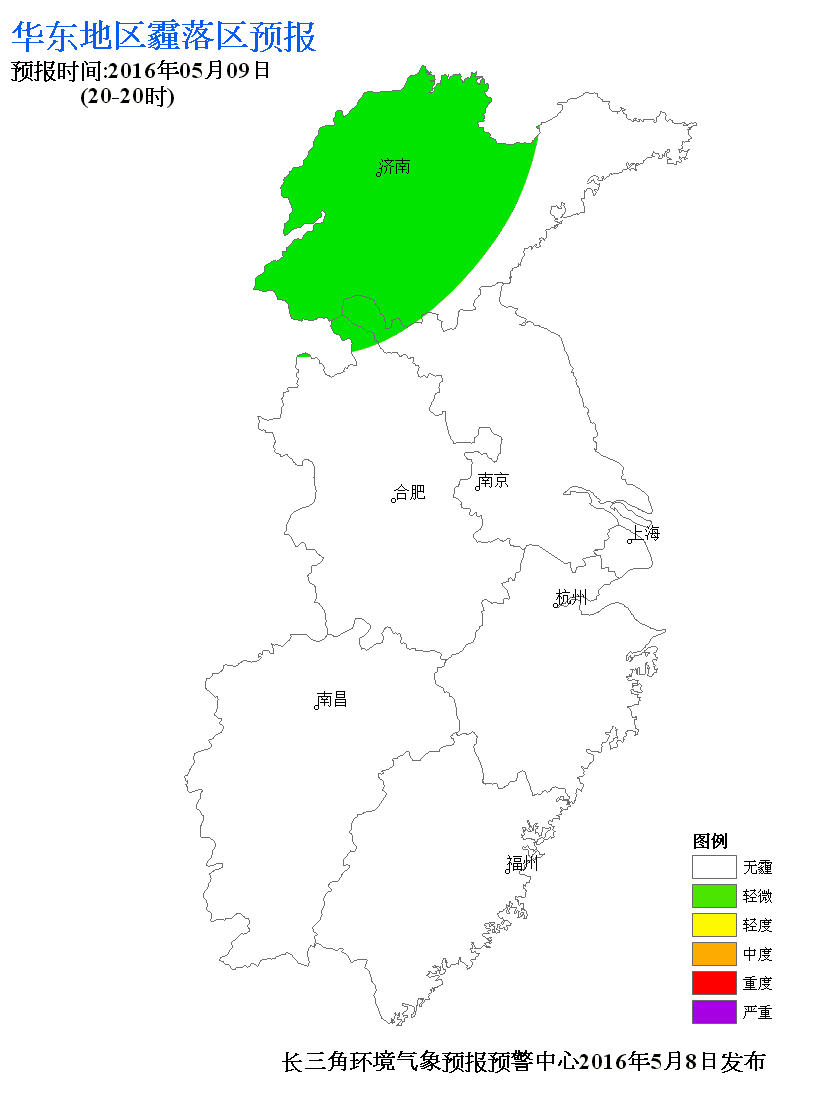 华东地区霾落区预报
预报时间:2016年05月09日
(20-20时)
济南
南京
合肥
上海
杭州
南昌
福州
图例
无霾
轻微
轻度
中度
重度
严重
长三角环境气象预报预警中心2016年5月8日发布